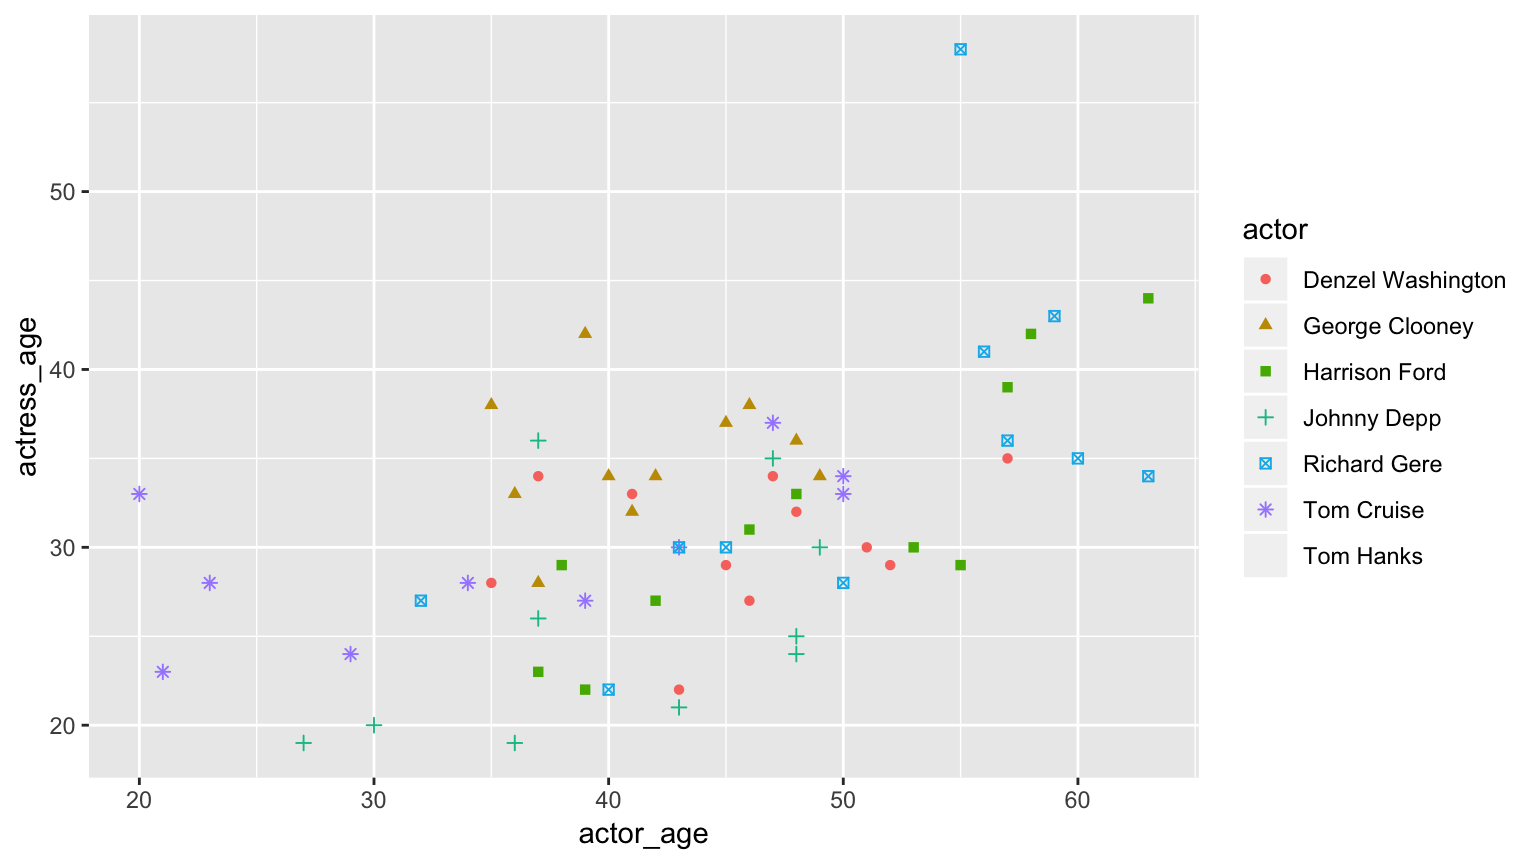 50
40
30
20
actress_age
20 30 40 50 60
actor_age
actor
Denzel Washington
George Clooney
Harrison Ford
Johnny Depp
Richard Gere
Tom Cruise
Tom Hanks